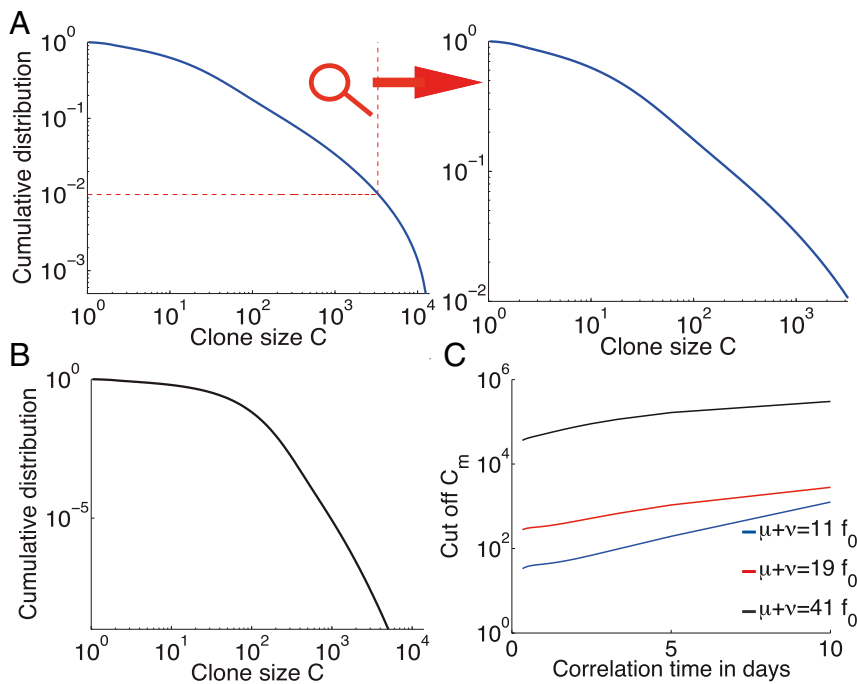 A
Cumulative distribution
10^0
10^-1
10^-2
10^-3
10^0 10^1 10^2 10^3 10^4
Clone size C
10^0
10^-1
10^-2
10^0 10^1 10^2 10^3
Clone size C
B
Cumulative distribution
10^0
10^-5
10^0 10^1 10^2 10^3 10^4
Clone size C
C
Cut off C_m
10^6
10^4
10^2
10^0
μ+ν=11 f_0
μ+ν=19 f_0
μ+ν=41 f_0
0 5 10
Correlation time in days